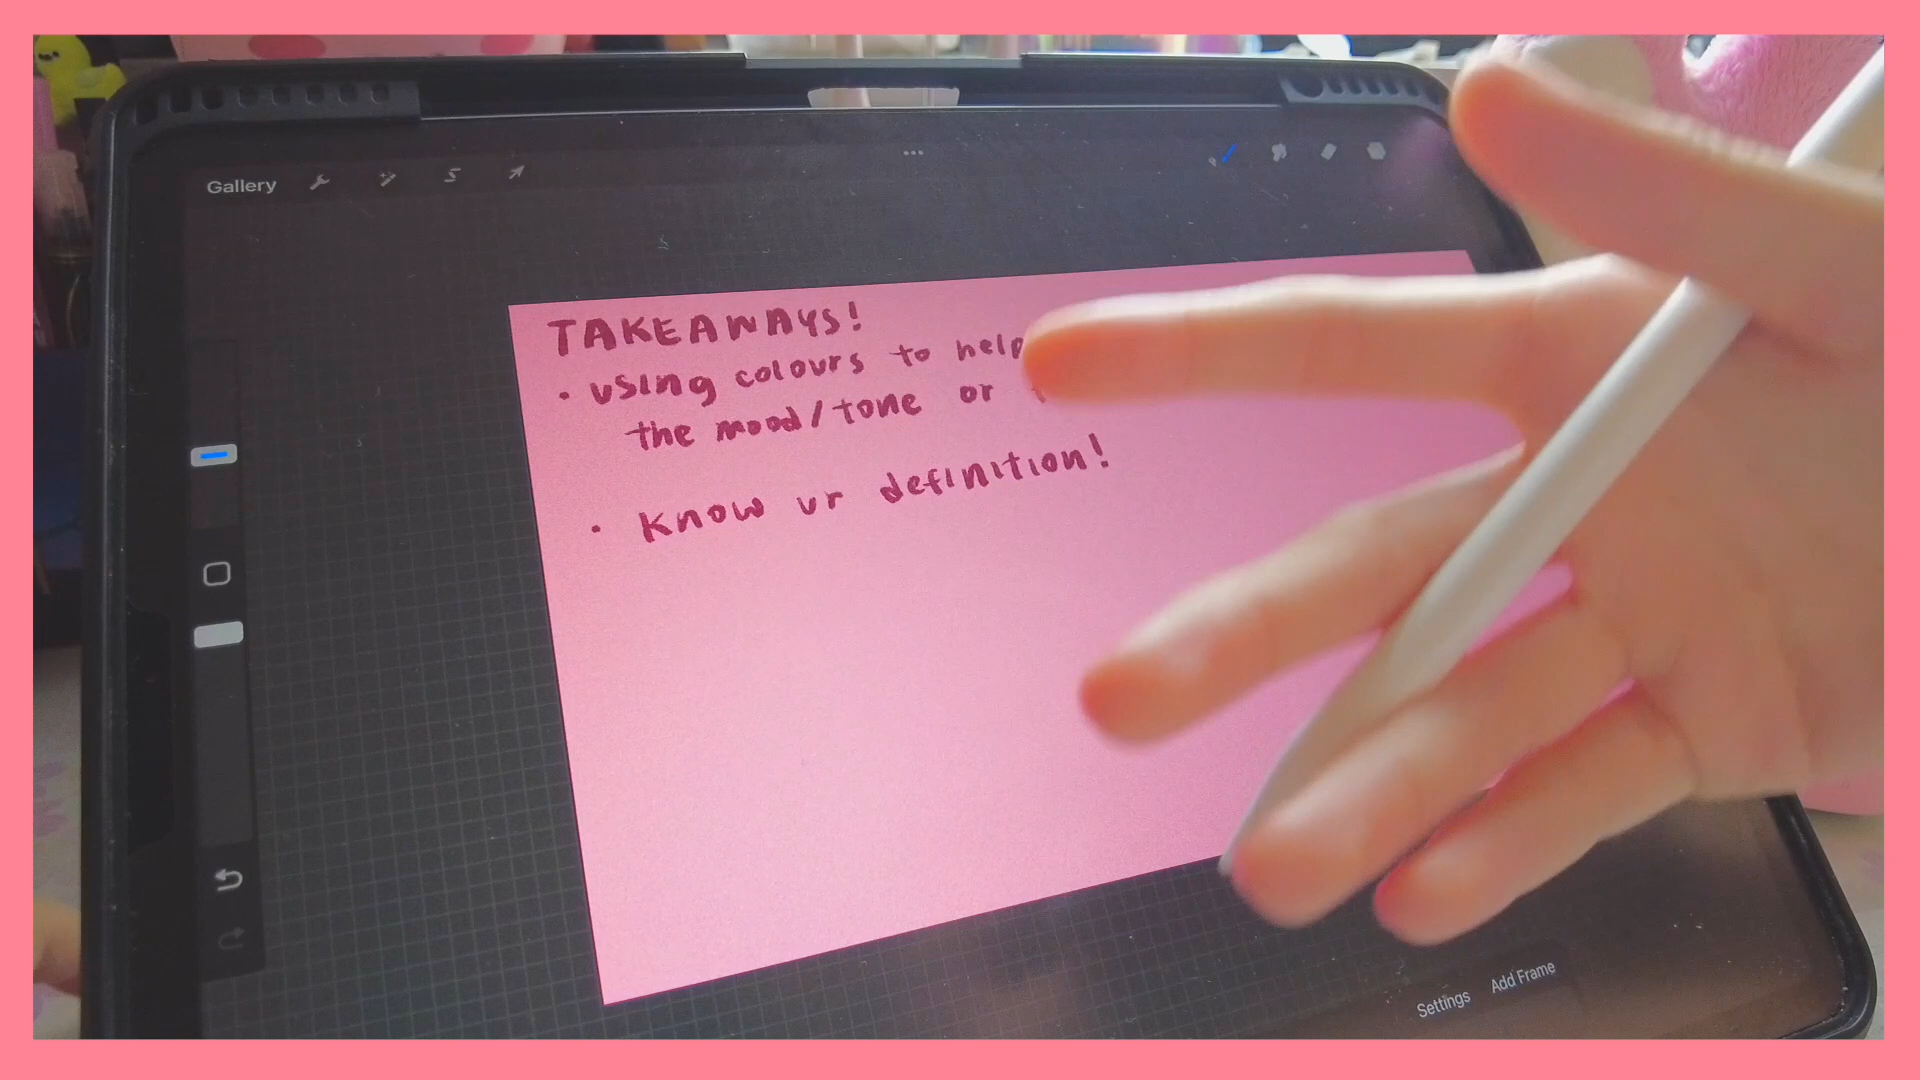 Gallery
TAKEAWAYS!
• using colours to help
the mood/tone or
• Know ur definition!
Settings Add Frame